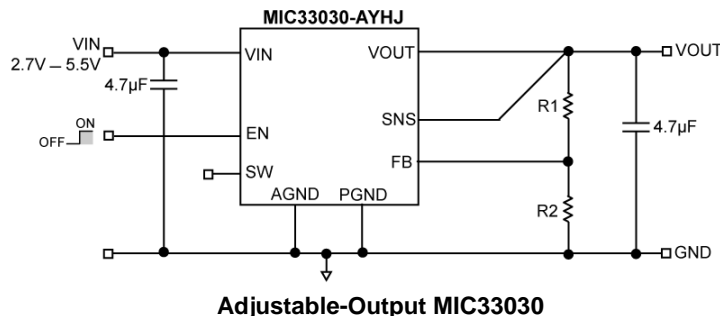 MIC33030-AYHJ
VIN
2.7V – 5.5V
4.7µF
VIN
VOUT
VOUT
ON
OFF
EN
SNS
R1
4.7µF
SW
FB
AGND
PGND
R2
GND
Adjustable-Output MIC33030